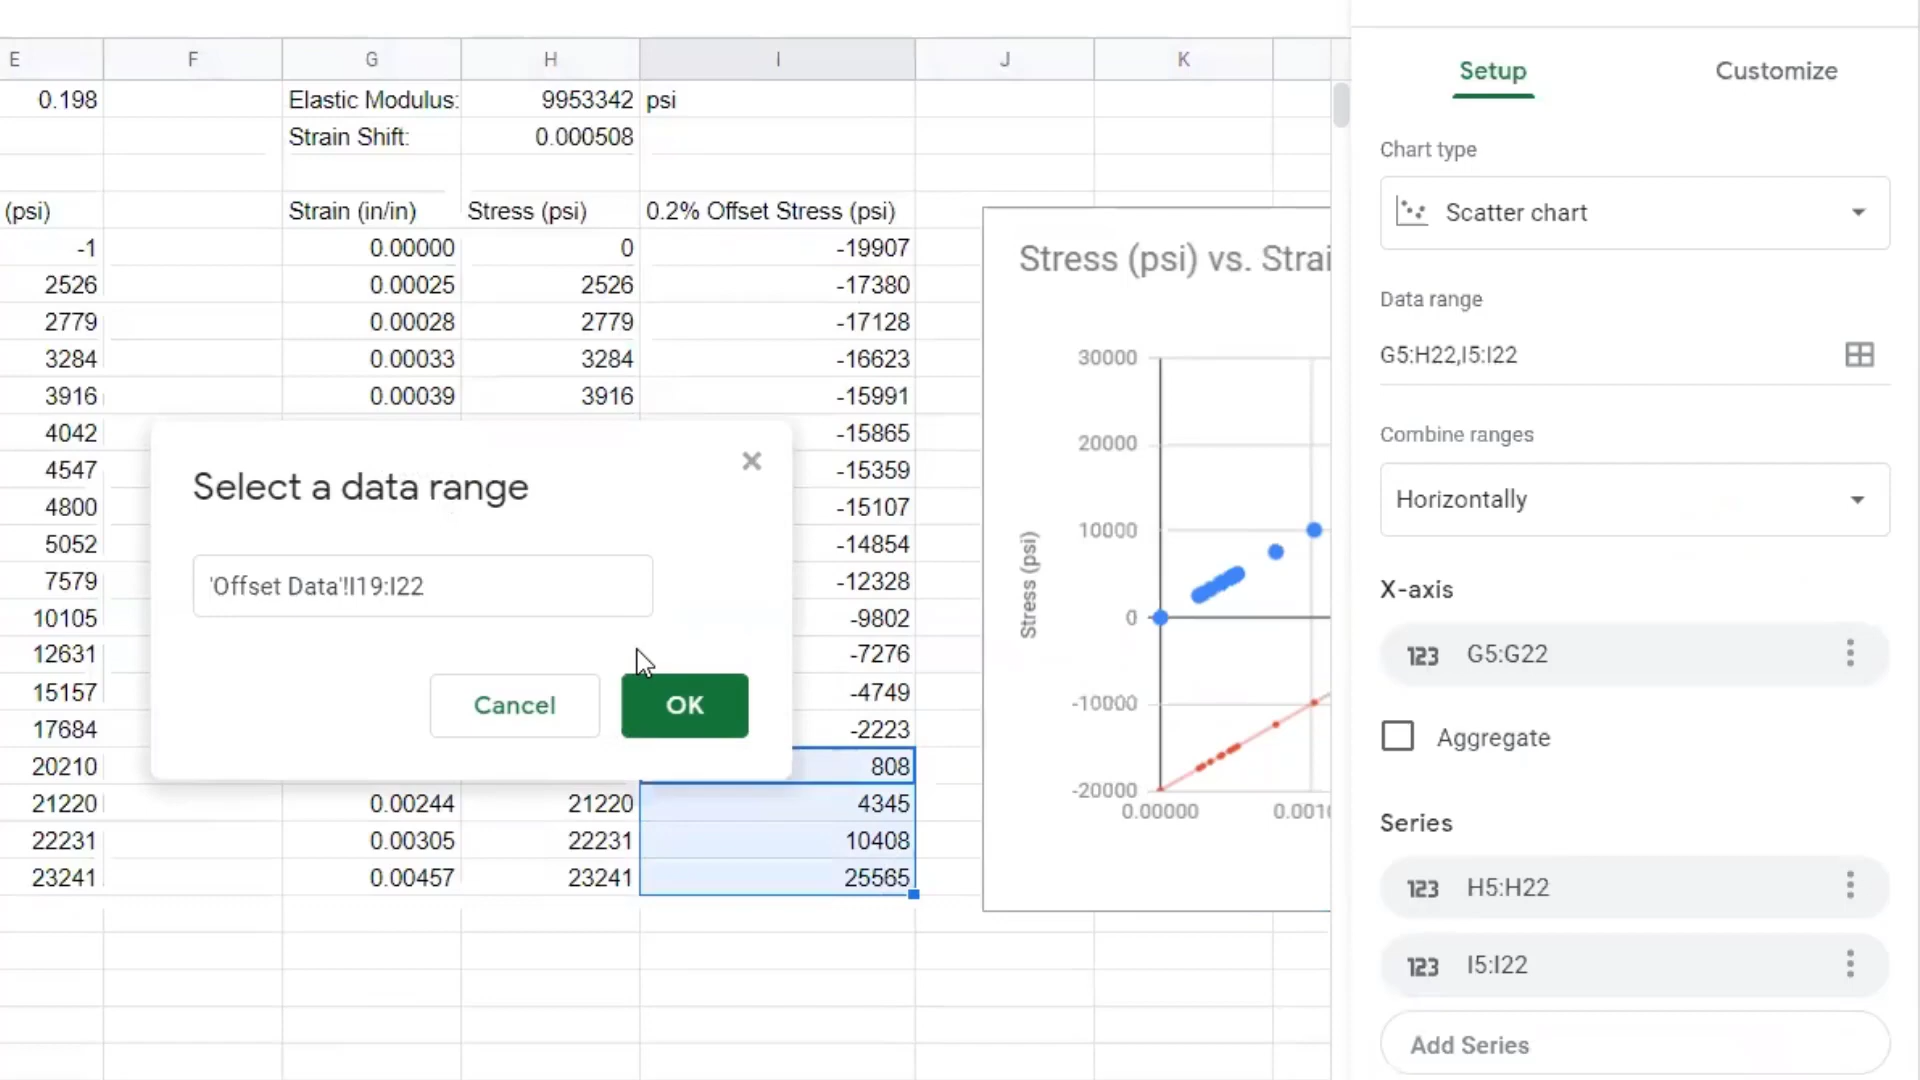 E F G H I J K
0.198 Elastic Modulus: 9953342 psi
Strain Shift: 0.000508
(psi) Strain (in/in) Stress (psi) 0.2% Offset Stress (psi)
-1 0.00000 0 -19907
2526 0.00025 2526 -17380
2779 0.00028 2779 -17128
3284 0.00033 3284 -16623
3916 0.00039 3916 -15991
4042 -15865
4547 -15359
4800 -15107
5052 -14854
7579 -12328
10105 -9802
12631 -7276
15157 -4749
17684 -2223
20210 808
21220 0.00244 21220 4345
22231 0.00305 22231 10408
23241 0.00457 23241 25565
Select a data range
'Offset Data'!I19:I22
Cancel OK
Stress (psi) vs. Strai
Stress (psi)
30000
20000
10000
0
-10000
-20000
0.00000 0.0010
Setup Customize
Chart type
Scatter chart
Data range
G5:H22,I5:I22
Combine ranges
Horizontally
X-axis
123 G5:G22
Aggregate
Series
123 H5:H22
123 I5:I22
Add Series